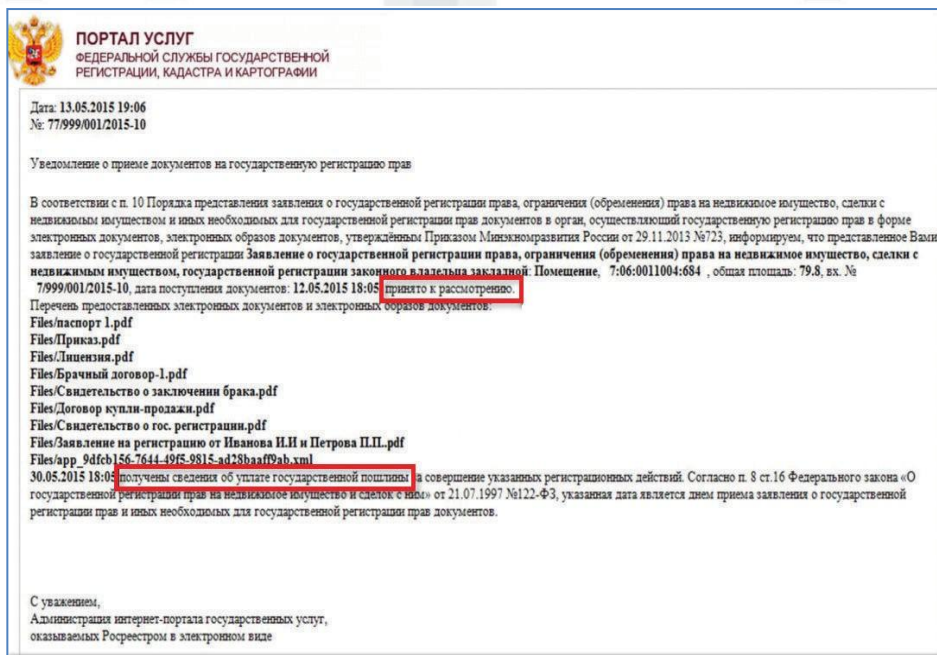 ПОРТАЛ УСЛУГ
ФЕДЕРАЛЬНОЙ СЛУЖБЫ ГОСУДАРСТВЕННОЙ
РЕГИСТРАЦИИ, КАДАСТРА И КАРТОГРАФИИ
Дата: 13.05.2015 19:06
№: 77/999/001/2015-10
Уведомление о приеме документов на государственную регистрацию прав
В соответствии с п. 10 Порядка представления заявления о государственной регистрации права, ограничения (обременения) права на недвижимое имущество, сделки с
недвижимым имуществом и иных необходимых для государственной регистрации прав документов в орган, осуществляющий государственную регистрацию прав в форме
электронных документов, электронных образов документов, утверждённым Приказом Минэкномразвития России от 29.11.2013 №723, информируем, что представленное Вами
заявление о государственной регистрации Заявление о государственной регистрации права, ограничения (обременения) права на недвижимое имущество, сделки с
недвижимым имуществом, государственной регистрации законного владельца закладной: Помещение, 7:06:0011004:684 , общая площадь: 79.8, вх. №
7/999/001/2015-10, дата поступления документов: 12.05.2015 18:05 принято к рассмотрению.
Перечень предоставленных электронных документов и электронных образов документов:
Files/паспорт 1.pdf
Files/Приказ.pdf
Files/Лицензия.pdf
Files/Брачный договор-1.pdf
Files/Свидетельство о заключении брака.pdf
Files/Договор купли-продажи.pdf
Files/Свидетельство о гос. регистрации.pdf
Files/Заявление на регистрацию от Иванова И.И и Петрова П.П..pdf
Files/app_9dfcb156-7644-49f5-9815-ad28baaff9ab.xml
30.05.2015 18:05 получены сведения об уплате государственной пошлины за совершение указанных регистрационных действий. Согласно п. 8 ст.16 Федерального закона «О
государственной регистрации прав на недвижимое имущество и сделок с ним» от 21.07.1997 №122-ФЗ, указанная дата является днем приема заявления о государственной
регистрации прав и иных необходимых для государственной регистрации прав документов.
С уважением,
Администрация интернет-портала государственных услуг,
оказываемых Росреестром в электронном виде